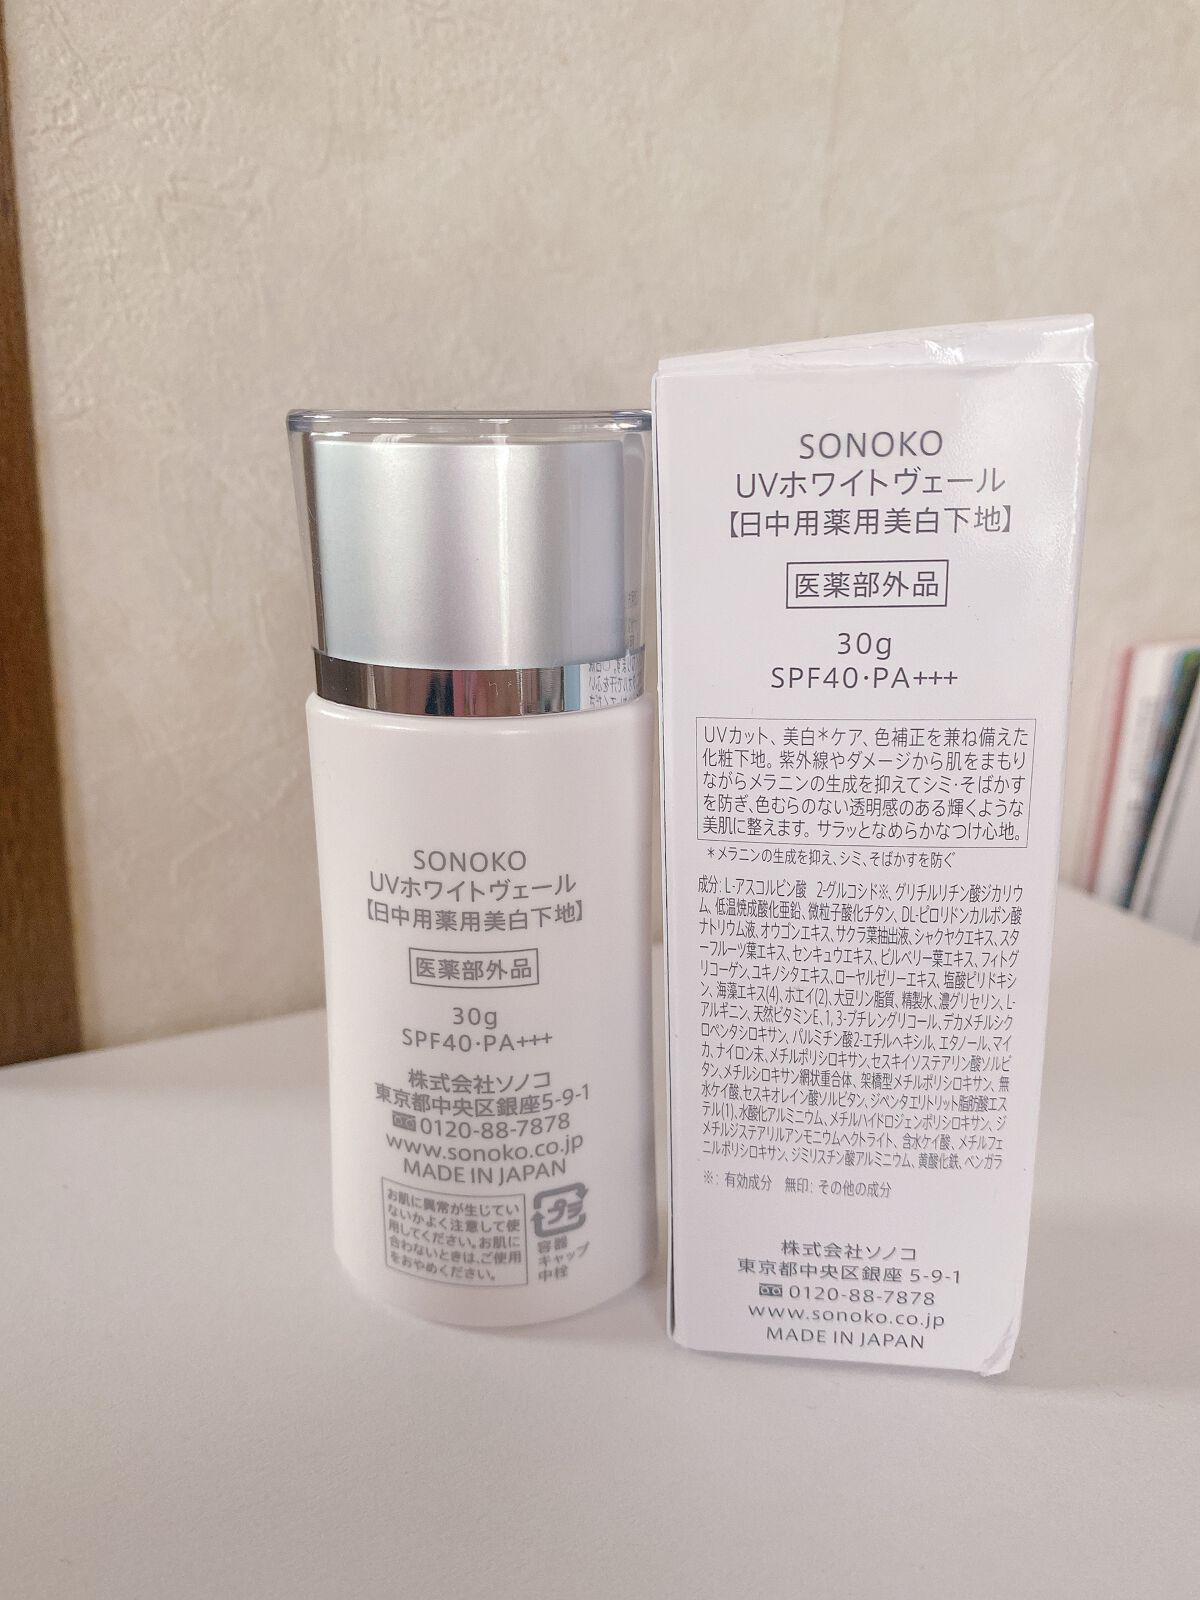 SONOKO
UVホワイトヴェール
【日中用薬用美白下地】
医薬部外品
30g
SPF40・PA+++
株式会社ソノコ
東京都中央区銀座5-9-1
0120-88-7878
www.sonoko.co.jp
MADE IN JAPAN
お肌に異常が生じてい
ないかよく注意して使
用してください。お肌に
合わないときは、ご使用
をおやめください。
プラ
容器
キャップ
中栓
SONOKO
UVホワイトヴェール
【日中用薬用美白下地】
医薬部外品
30g
SPF40・PA+++
UVカット、美白*ケア、色補正を兼ね備えた
化粧下地。紫外線やダメージから肌をまもり
ながらメラニンの生成を抑えてシミ・そばかす
を防ぎ、色むらのない透明感のある輝くような
美肌に整えます。サラッとなめらかなつけ心地。
*メラニンの生成を抑え、シミ、そばかすを防ぐ
成分:L-アスコルビン酸 2-グルコシド※、グリチルリチン酸ジカリウ
ム、低温焼成酸化亜鉛、微粒子酸化チタン、DL-ピロリドンカルボン酸
ナトリウム液、オウゴンエキス、サクラ葉抽出液、シャクヤクエキス、スタ
ーフルーツ葉エキス、センキュウエキス、ビルベリー葉エキス、フィトグ
リコーゲン、ユキノシタエキス、ローヤルゼリーエキス、塩酸ピリドキシ
ン、海藻エキス(4)、ホエイ(2)、大豆リン脂質、精製水、濃グリセリン、L-
アルギニン、天然ビタミンE、1,3-ブチレングリコール、デカメチルシク
ロペンタシロキサン、パルミチン酸2-エチルヘキシル、エタノール、マイ
カ、ナイロン末、メチルポリシロキサン、セスキイソステアリン酸ソルビ
タン、メチルシロキサン網状重合体、架橋型メチルポリシロキサン、無
水ケイ酸、セスキオレイン酸ソルビタン、ジペンタエリトリット脂肪酸エス
テル(1)、水酸化アルミニウム、メチルハイドロジェンポリシロキサン、ジ
メチルジステアリルアンモニウムヘクトライト、含水ケイ酸、メチルフェ
ニルポリシロキサン、ジミリスチン酸アルミニウム、黄酸化鉄、ベンガラ
※:有効成分 無印:その他の成分
株式会社ソノコ
東京都中央区銀座 5-9-1
0120-88-7878
www.sonoko.co.jp
MADE IN JAPAN